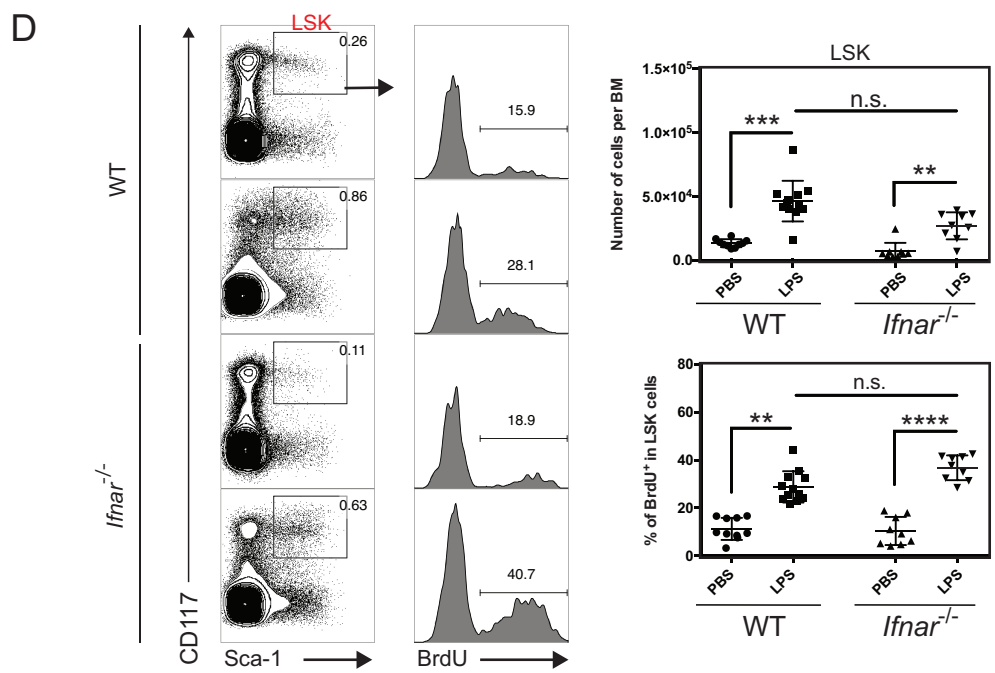 D
LSK
WT
Ifnar-/-
CD117
0.26
0.86
0.11
0.63
Sca-1
15.9
28.1
18.9
40.7
BrdU
LSK
Number of cells per BM
1.5×10⁵
1.0×10⁵
5.0×10⁴
0.0
***
n.s.
**
PBS
LPS
PBS
LPS
WT
Ifnar-/-
% of BrdU⁺ in LSK cells
80
60
40
20
0
**
n.s.
****
PBS
LPS
PBS
LPS
WT
Ifnar-/-